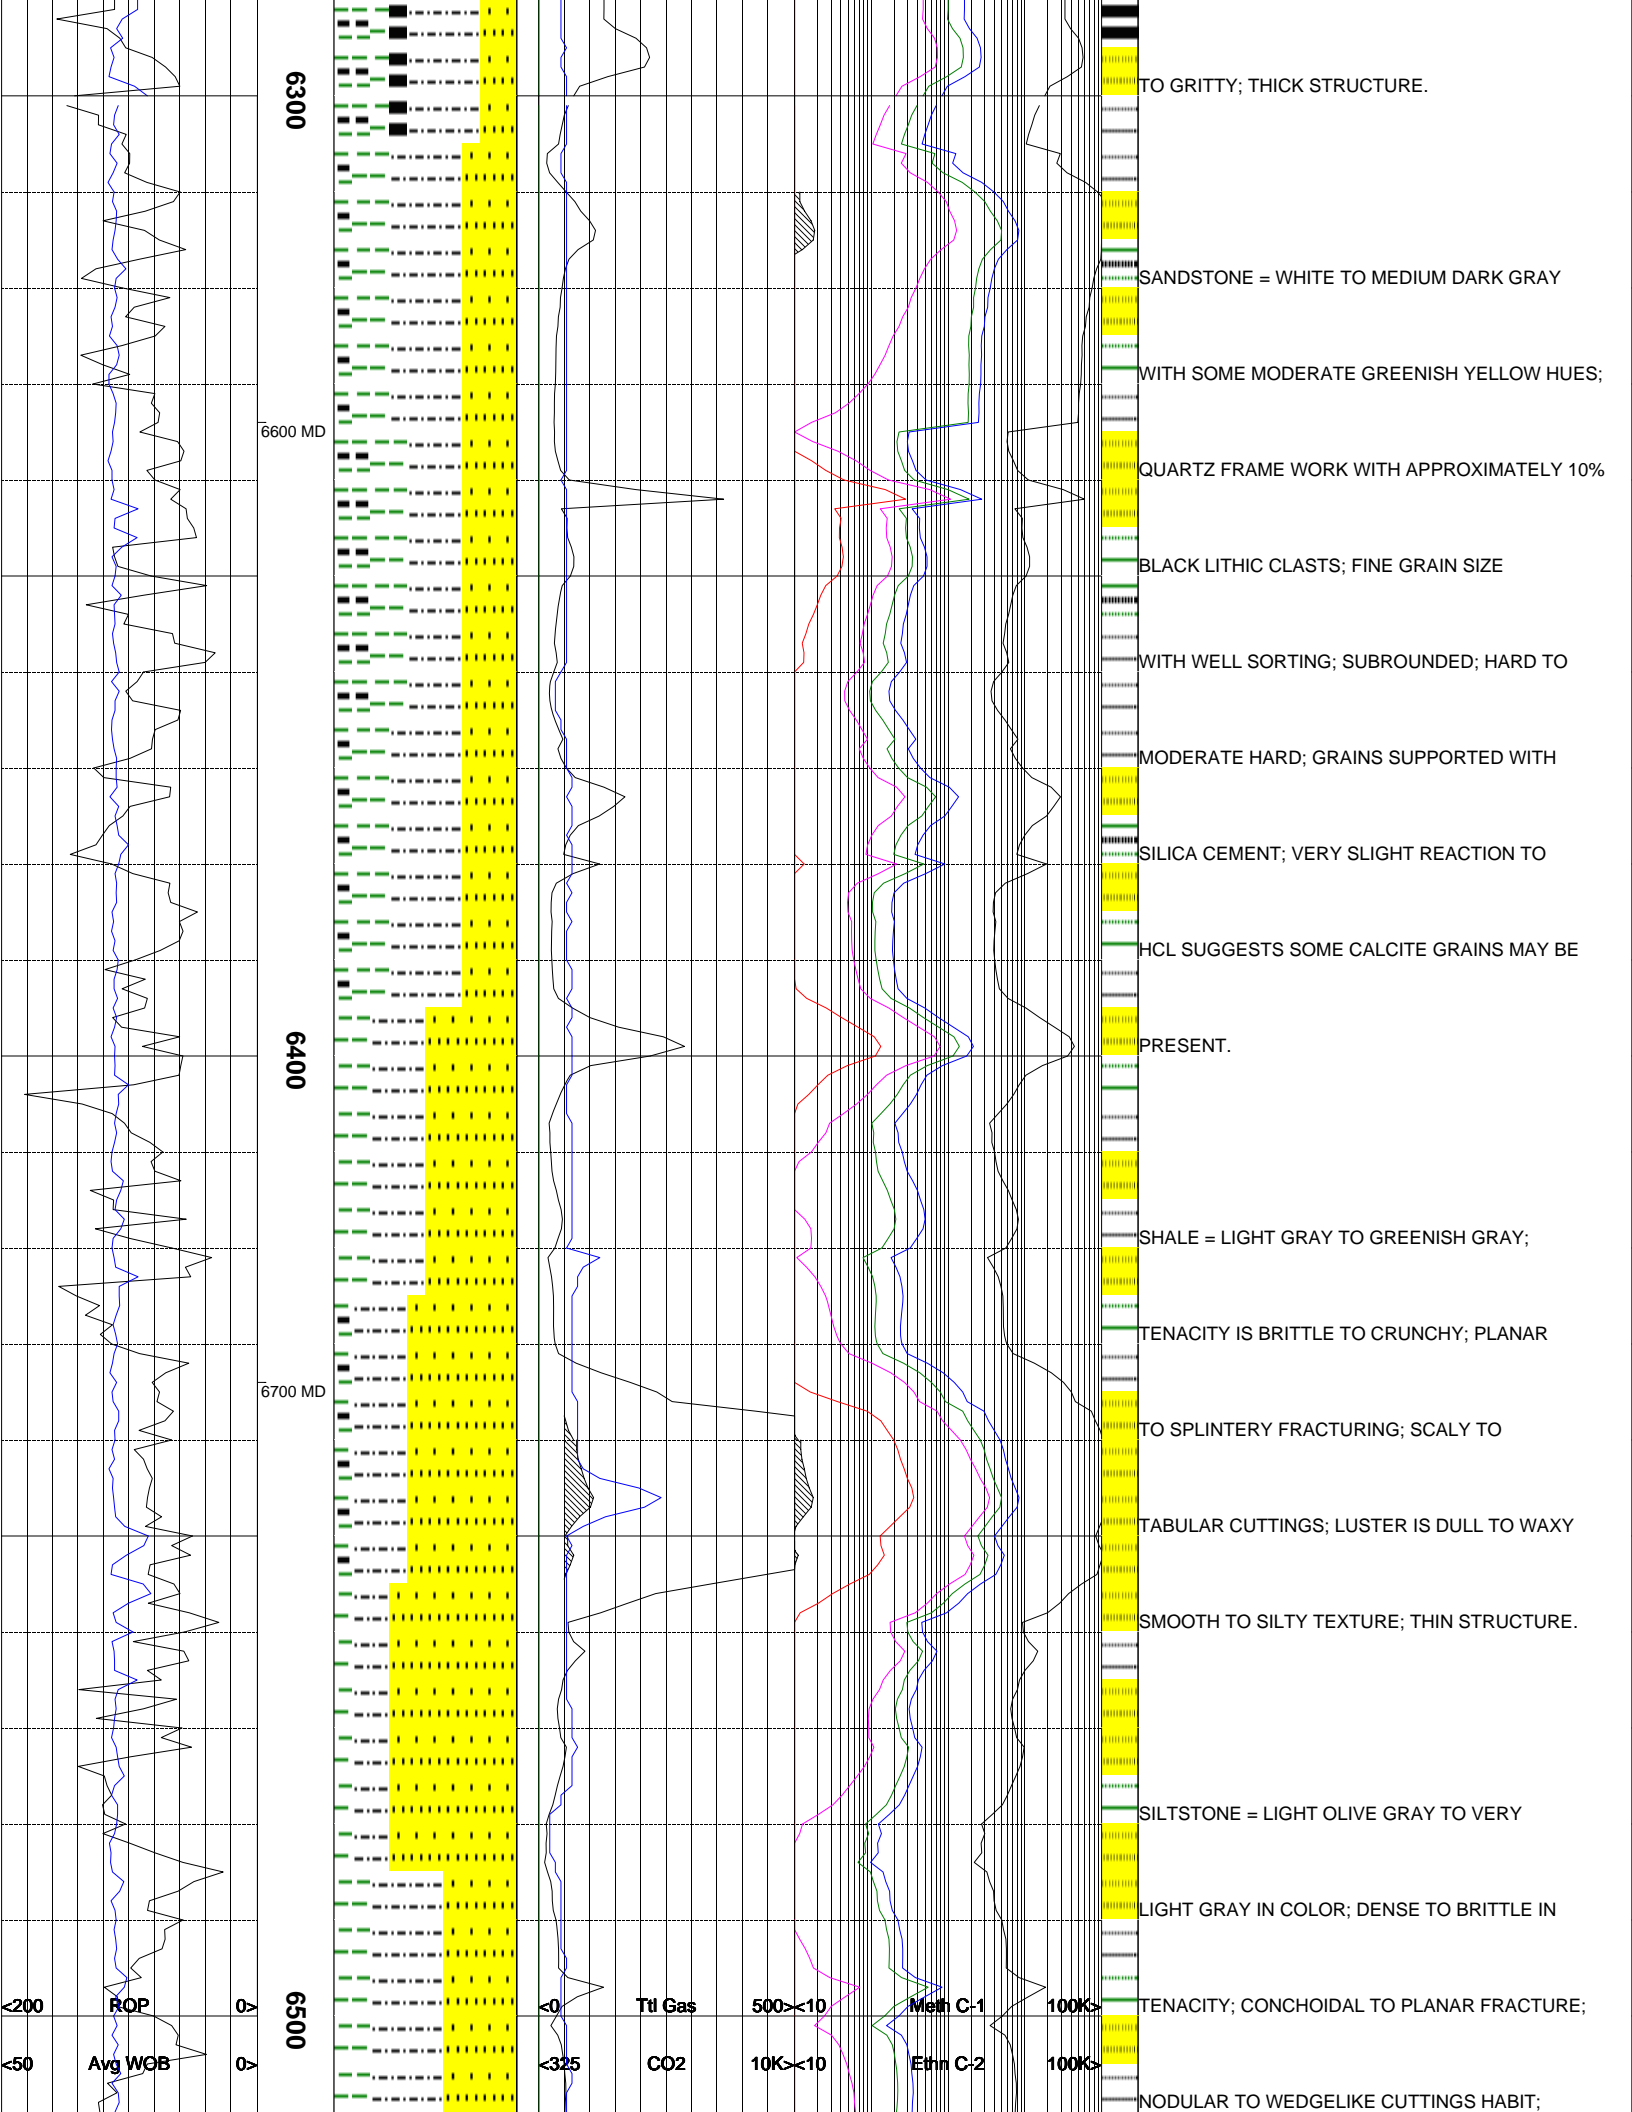 6300
TO GRITTY; THICK STRUCTURE.
SANDSTONE = WHITE TO MEDIUM DARK GRAY
WITH SOME MODERATE GREENISH YELLOW HUES;
6600 MD
QUARTZ FRAME WORK WITH APPROXIMATELY 10%
BLACK LITHIC CLASTS; FINE GRAIN SIZE
WITH WELL SORTING; SUBROUNDED; HARD TO
MODERATE HARD; GRAINS SUPPORTED WITH
SILICA CEMENT; VERY SLIGHT REACTION TO
HCL SUGGESTS SOME CALCITE GRAINS MAY BE
6400
PRESENT.
SHALE = LIGHT GRAY TO GREENISH GRAY;
TENACITY IS BRITTLE TO CRUNCHY; PLANAR
6700 MD
TO SPLINTERY FRACTURING; SCALY TO
TABULAR CUTTINGS; LUSTER IS DULL TO WAXY
SMOOTH TO SILTY TEXTURE; THIN STRUCTURE.
SILTSTONE = LIGHT OLIVE GRAY TO VERY
LIGHT GRAY IN COLOR; DENSE TO BRITTLE IN
<200 ROP 0> <0 Ttl Gas 500> <10 Meth C-1 100K>
TENACITY; CONCHOIDAL TO PLANAR FRACTURE;
6500
<50 Avg WOB 0> <325 CO2 10K> <10 Ethn C-2 100K>
NODULAR TO WEDGELIKE CUTTINGS HABIT;